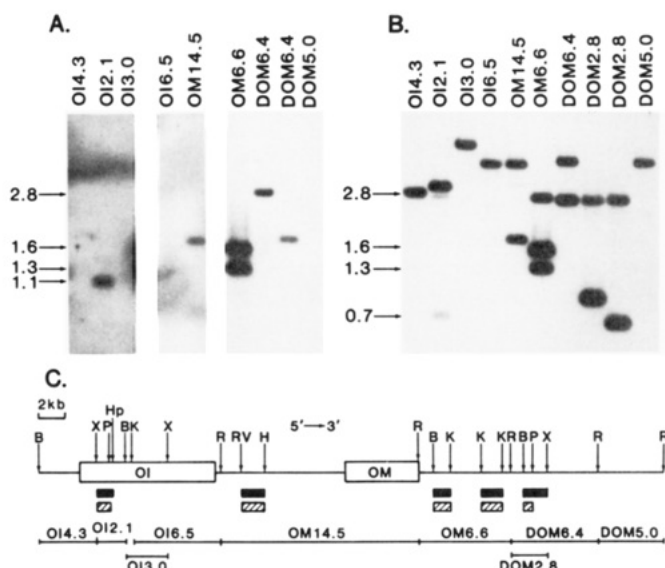 A.
B.
OI4.3
OI2.1
OI3.0
OI6.5
OM14.5
OM6.6
DOM6.4
DOM6.4
DOM5.0
OI4.3
OI2.1
OI3.0
OI6.5
OM14.5
OM6.6
DOM6.4
DOM2.8
DOM2.8
DOM5.0
2.8
1.6
1.3
1.1
2.8
1.6
1.3
0.7
C.
2kb
Hp
B X P B K X R RV H 5' → 3' R B K K K R B P X R R
OI OM
OI4.3 OI2.1 OI6.5 OM14.5 OM6.6 DOM6.4 DOM5.0
OI3.0 DOM2.8